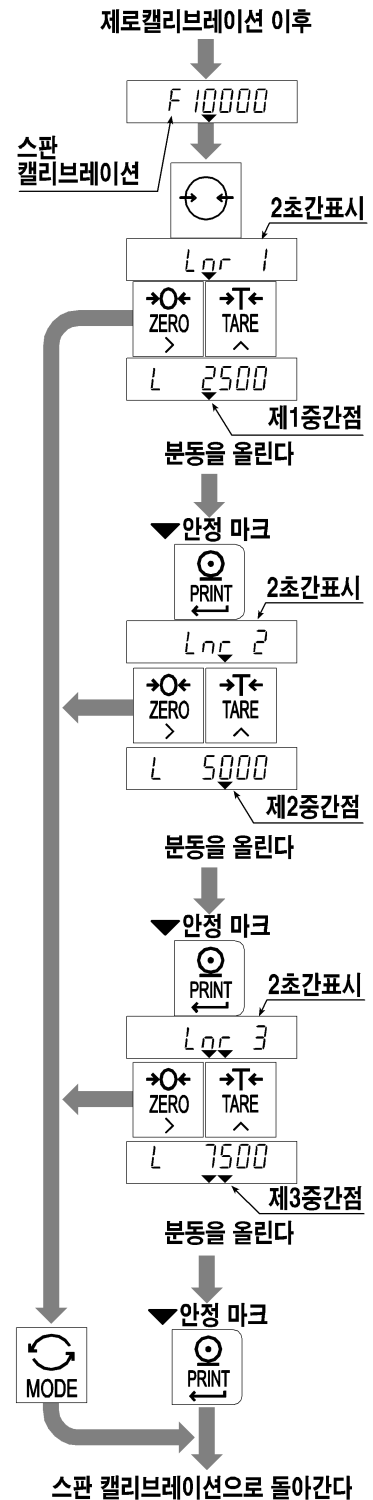 제로캘리브레이션 이후
F 10000
스판
캘리브레이션
2초간표시
Lnr 1
ZERO
TARE
L 2500
제1중간점
분동을 올린다
안정 마크
PRINT
2초간표시
Lnr 2
ZERO
TARE
L 5000
제2중간점
분동을 올린다
안정 마크
PRINT
2초간표시
Lnr 3
ZERO
TARE
L 7500
제3중간점
분동을 올린다
안정 마크
MODE
PRINT
스판 캘리브레이션으로 돌아간다